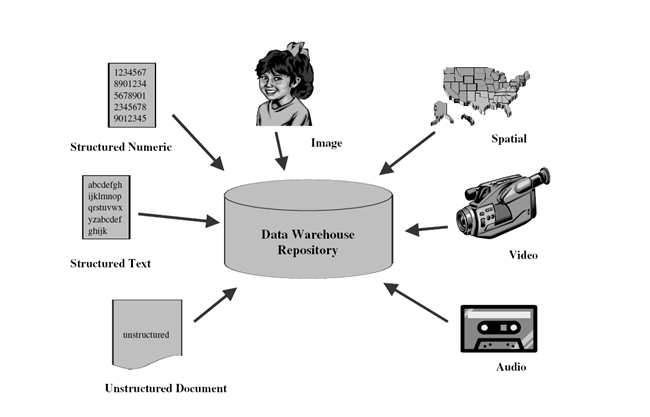 1234567
8901234
5678901
2345678
9012345
Structured Numeric
Image
Spatial
abcdefgh
ijklmnop
qrstuvwx
yzabcdef
ghijk
Structured Text
Data Warehouse
Repository
Video
unstructured
Unstructured Document
Audio